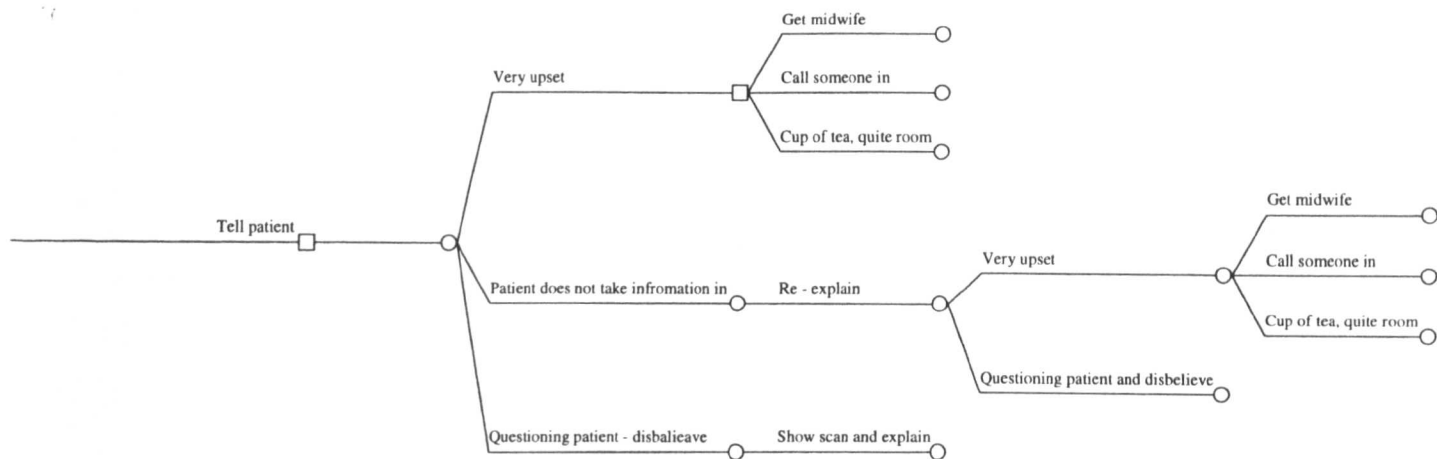 Get midwife
Very upset
Call someone in
Cup of tea, quite room
Tell patient
Get midwife
Very upset
Call someone in
Patient does not take infromation in
Re - explain
Cup of tea, quite room
Questioning patient and disbelieve
Questioning patient - disbalieave
Show scan and explain